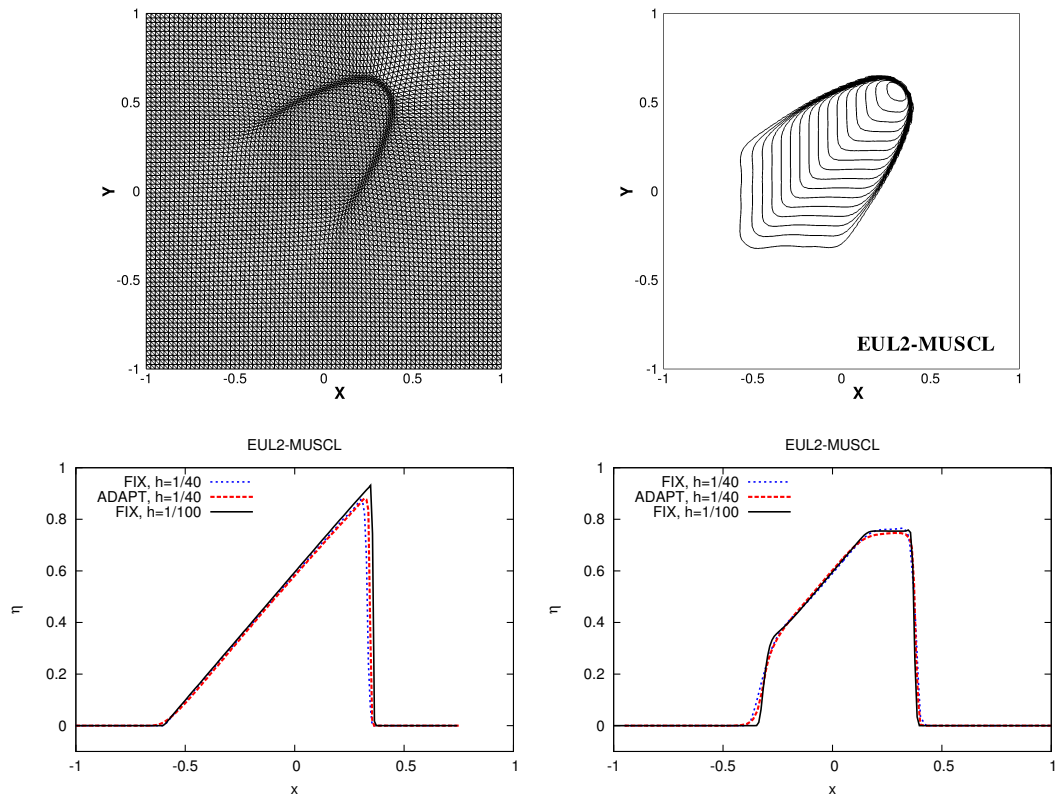 1
0.5
0
-0.5
-1
Y
-1
-0.5
0
0.5
1
X
1
0.5
0
-0.5
-1
Y
EUL2-MUSCL
-1
-0.5
0
0.5
1
X
EUL2-MUSCL
FIX, h=1/40
ADAPT, h=1/40
FIX, h=1/100
1
0.8
0.6
0.4
0.2
0
η
-1
-0.5
0
0.5
1
x
EUL2-MUSCL
FIX, h=1/40
ADAPT, h=1/40
FIX, h=1/100
1
0.8
0.6
0.4
0.2
0
η
-1
-0.5
0
0.5
1
x